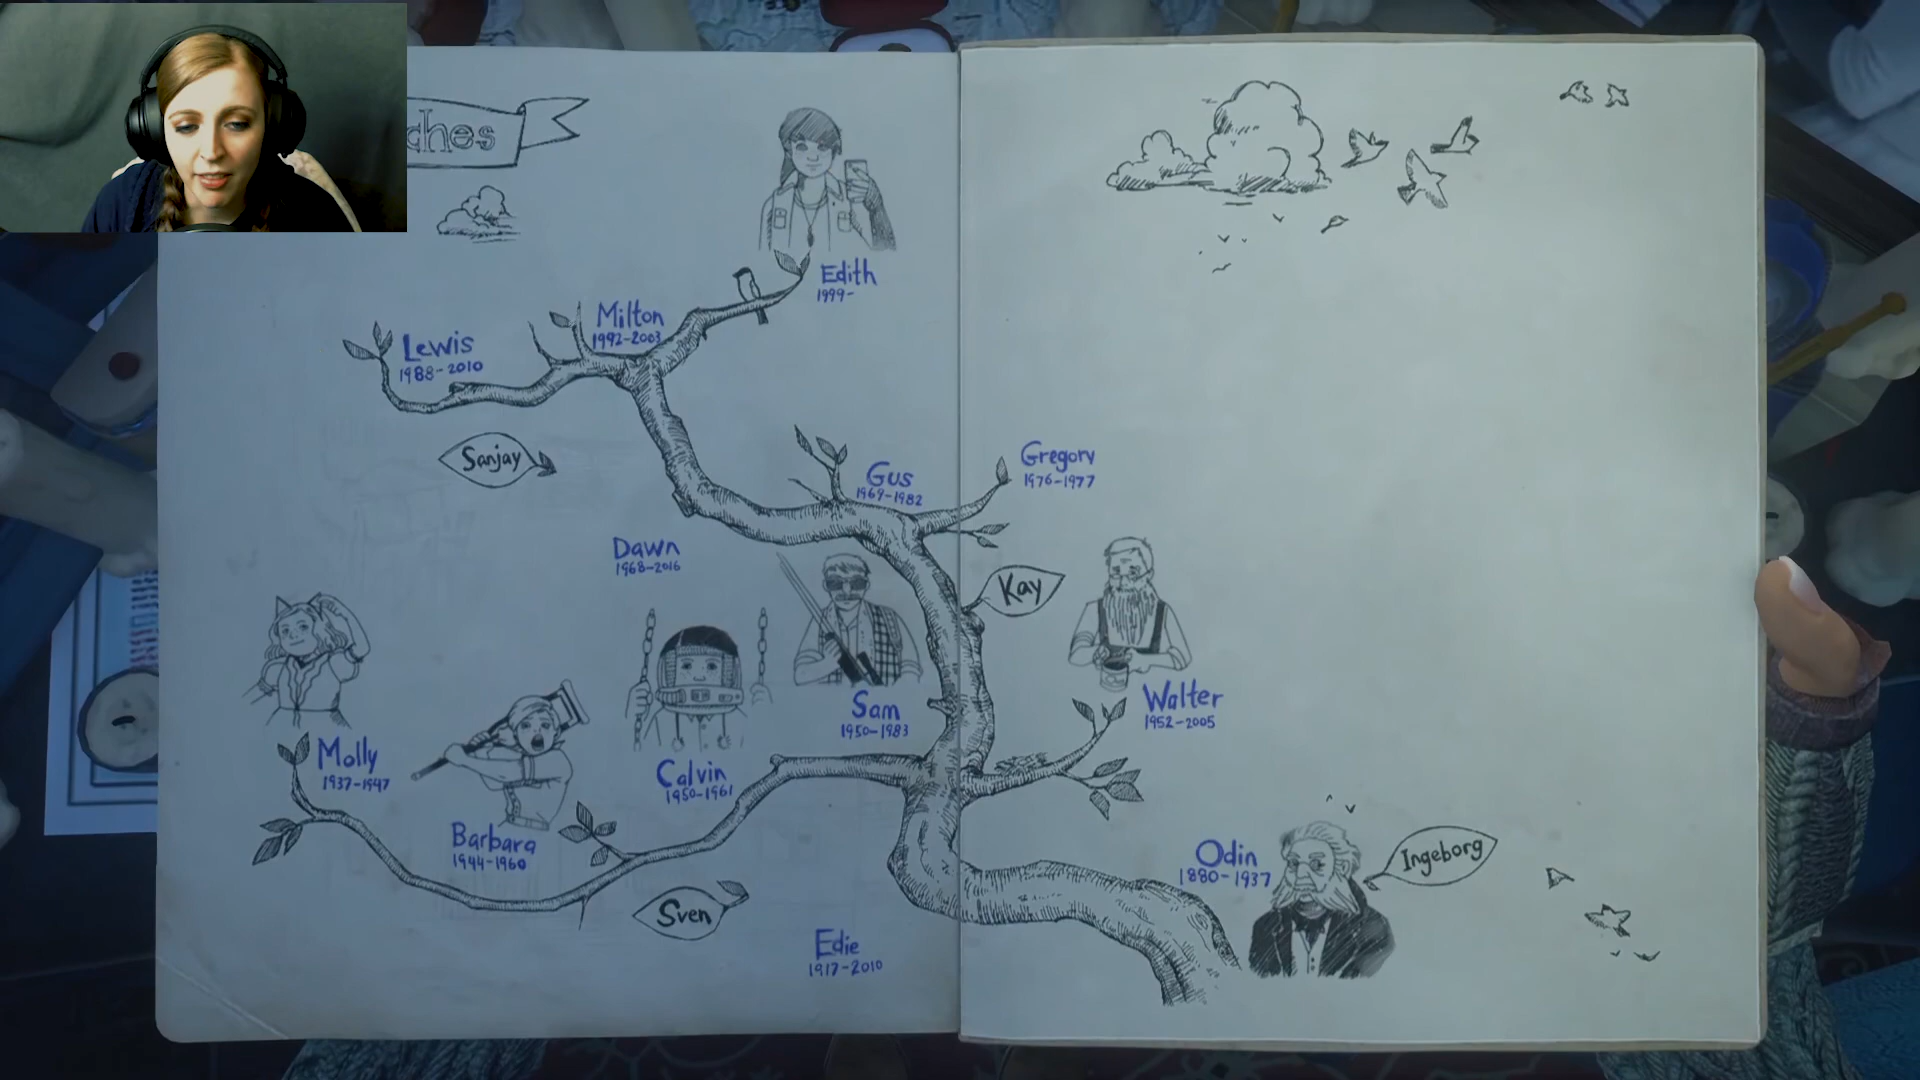 ches
Edith
1999-
Milton
1992-2003
Lewis
1988-2010
Sanjay
Gus
1969-1982
Gregory
1976-1977
Dawn
1968-2016
Kay
Sam
1950-1983
Walter
1952-2005
Molly
1937-1947
Calvin
1950-1961
Barbara
1944-1960
Odin
1880-1937
Ingeborg
Sven
Edie
1917-2010